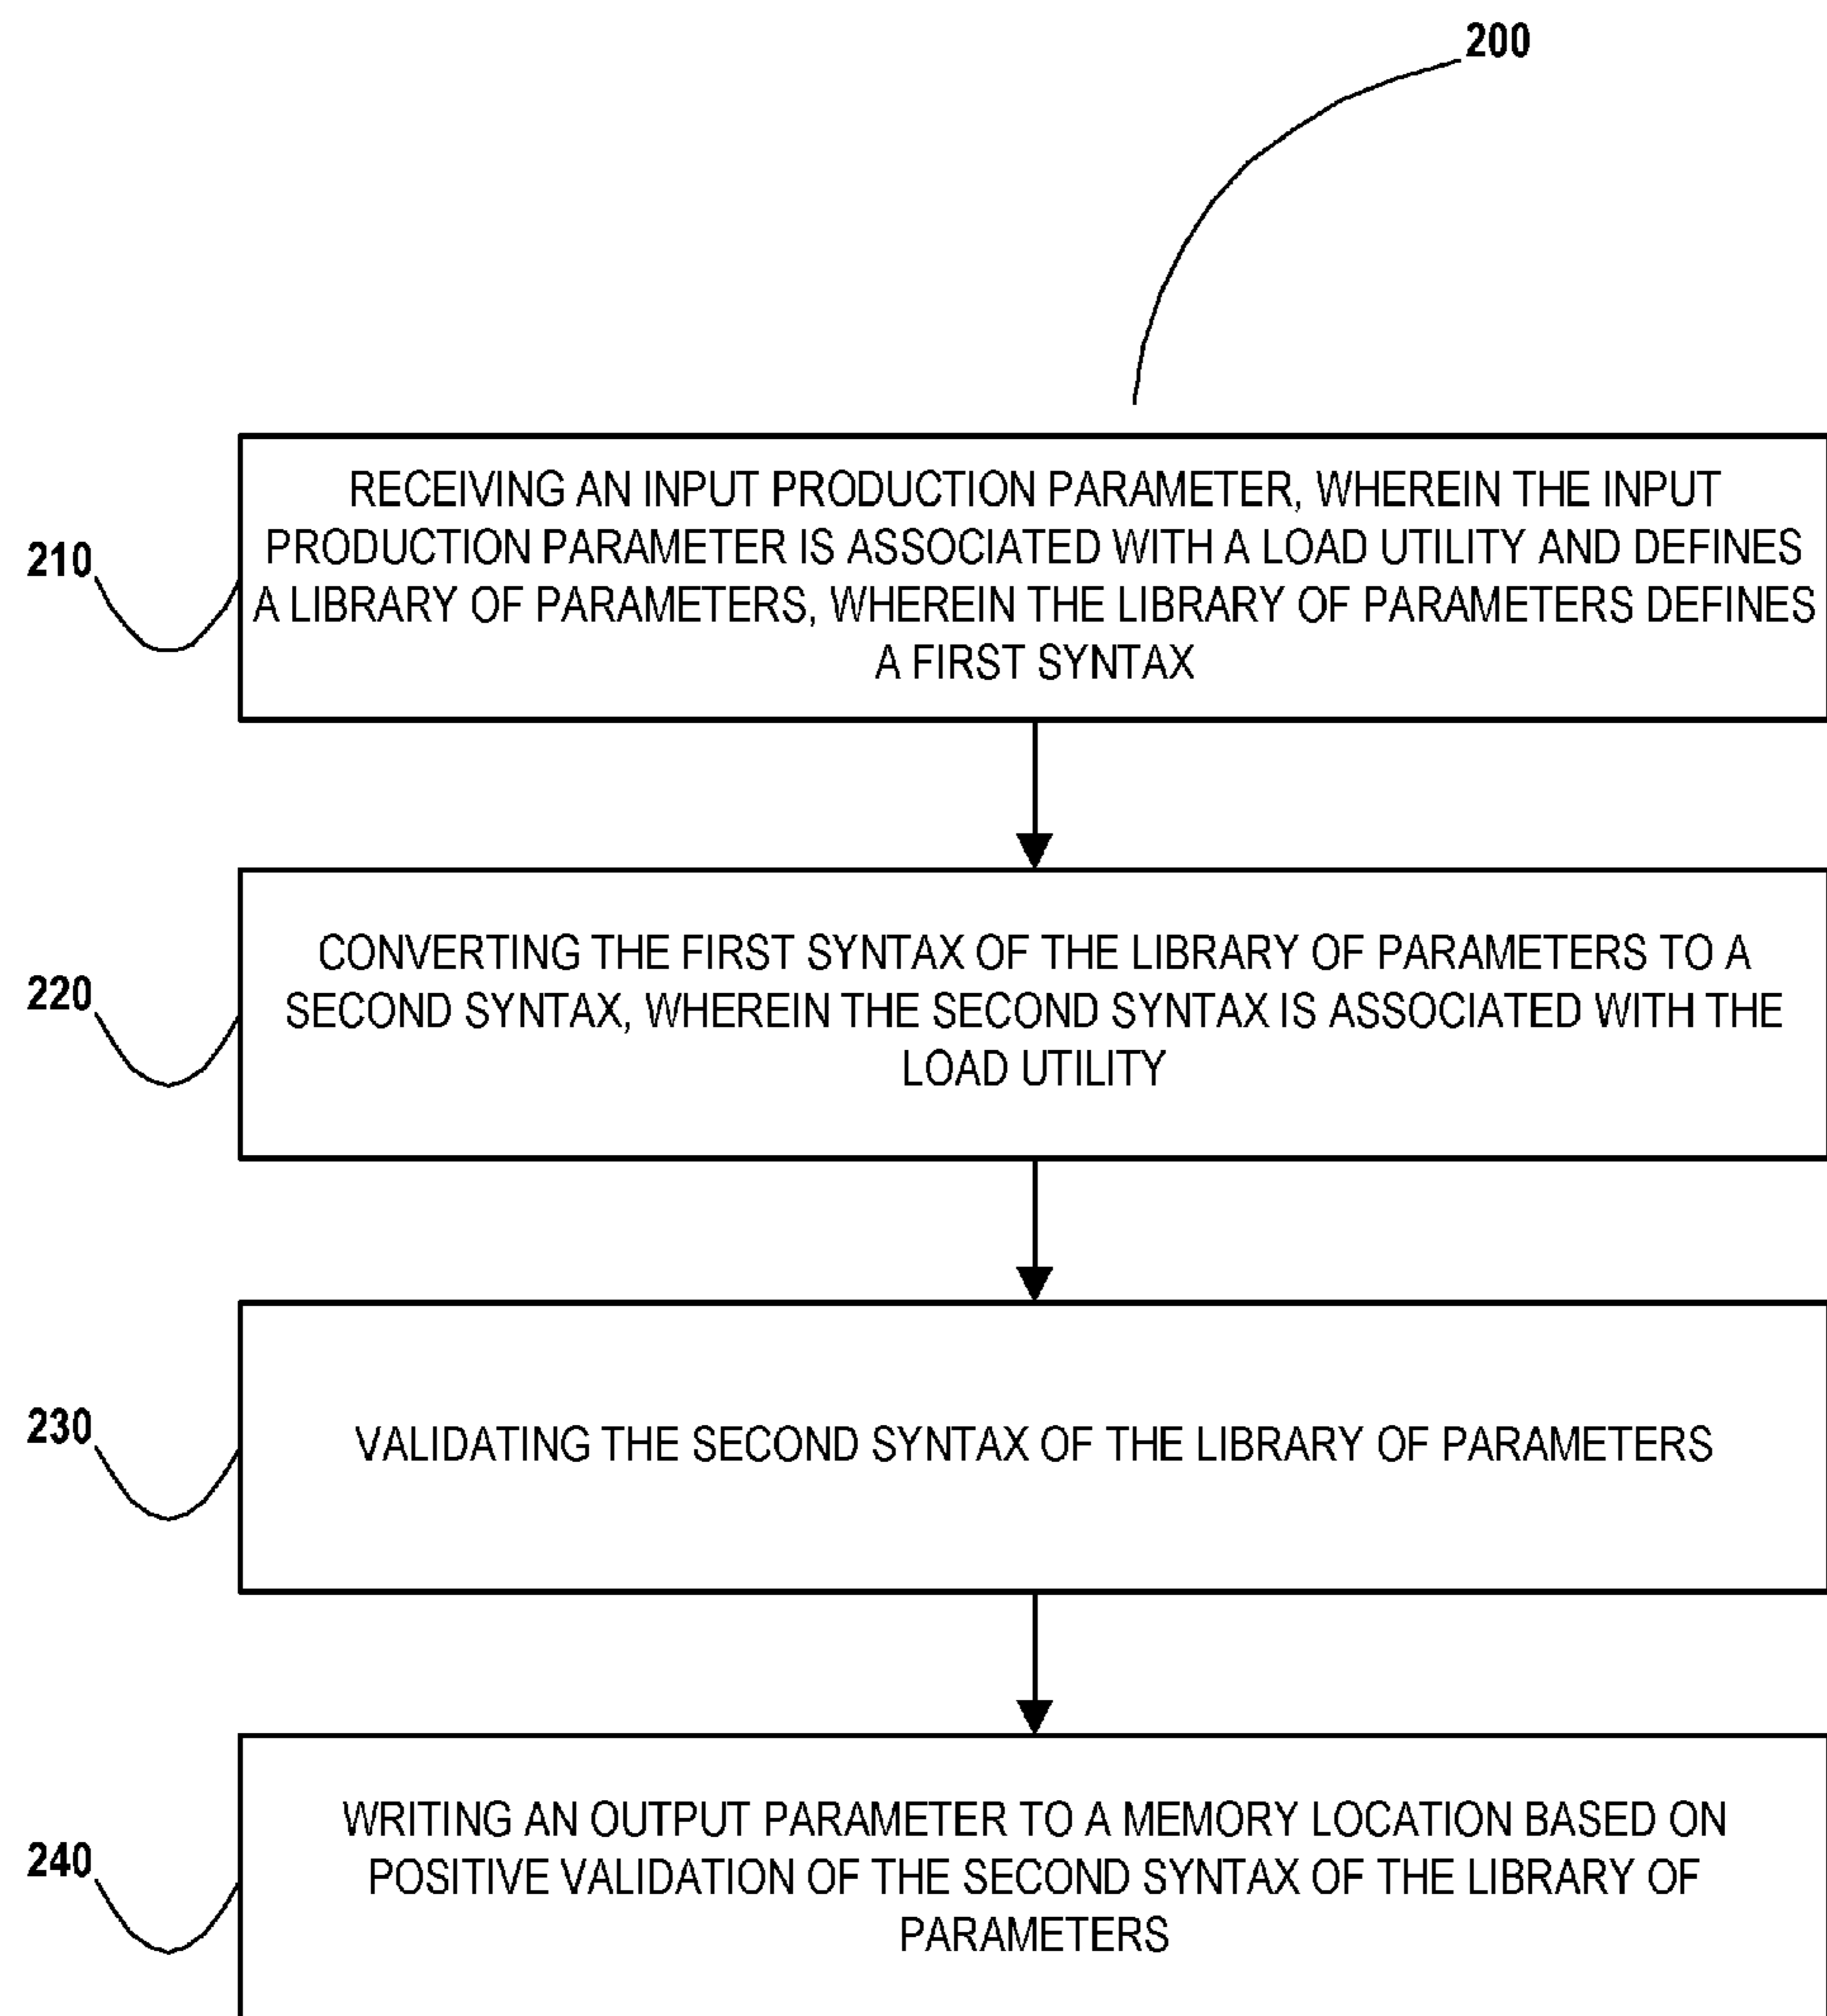 200
210
RECEIVING AN INPUT PRODUCTION PARAMETER, WHEREIN THE INPUT
PRODUCTION PARAMETER IS ASSOCIATED WITH A LOAD UTILITY AND DEFINES
A LIBRARY OF PARAMETERS, WHEREIN THE LIBRARY OF PARAMETERS DEFINES
A FIRST SYNTAX
220
CONVERTING THE FIRST SYNTAX OF THE LIBRARY OF PARAMETERS TO A
SECOND SYNTAX, WHEREIN THE SECOND SYNTAX IS ASSOCIATED WITH THE
LOAD UTILITY
230
VALIDATING THE SECOND SYNTAX OF THE LIBRARY OF PARAMETERS
240
WRITING AN OUTPUT PARAMETER TO A MEMORY LOCATION BASED ON
POSITIVE VALIDATION OF THE SECOND SYNTAX OF THE LIBRARY OF
PARAMETERS